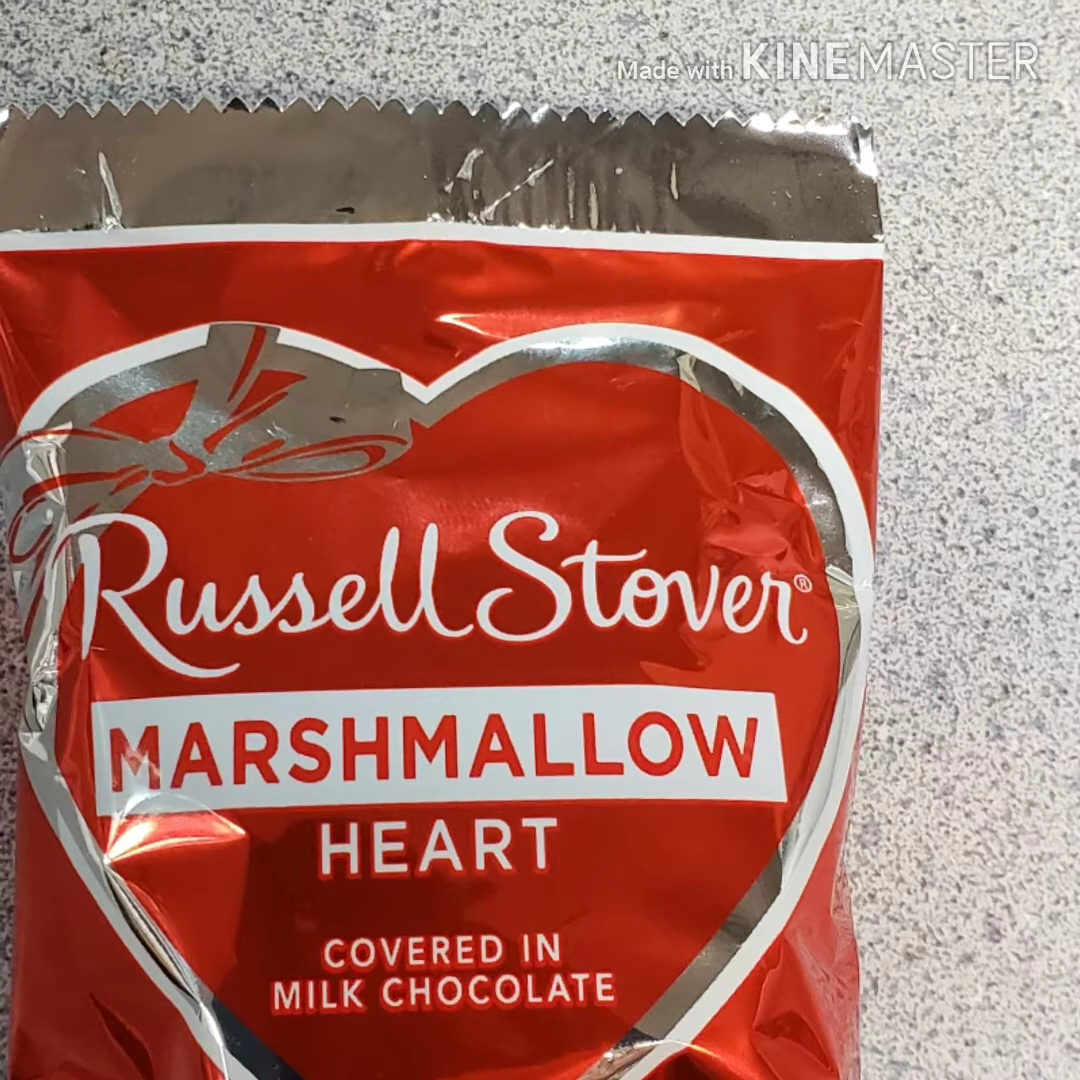 Made with KINEMASTER
Russell Stover®
MARSHMALLOW
HEART
COVERED IN
MILK CHOCOLATE